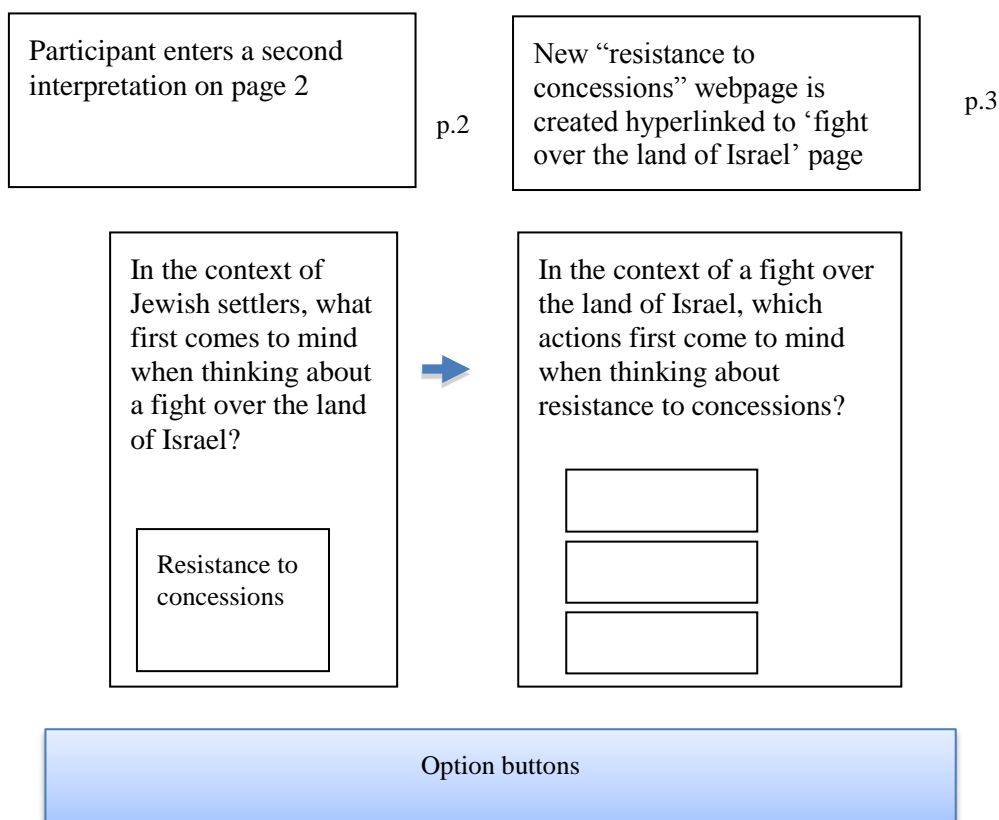 Participant enters a second
interpretation on page 2
p.2
New “resistance to
concessions” webpage is
created hyperlinked to ‘fight
over the land of Israel’ page
p.3
In the context of
Jewish settlers, what
first comes to mind
when thinking about
a fight over the land
of Israel?
Resistance to
concessions
In the context of a fight over
the land of Israel, which
actions first come to mind
when thinking about
resistance to concessions?
Option buttons